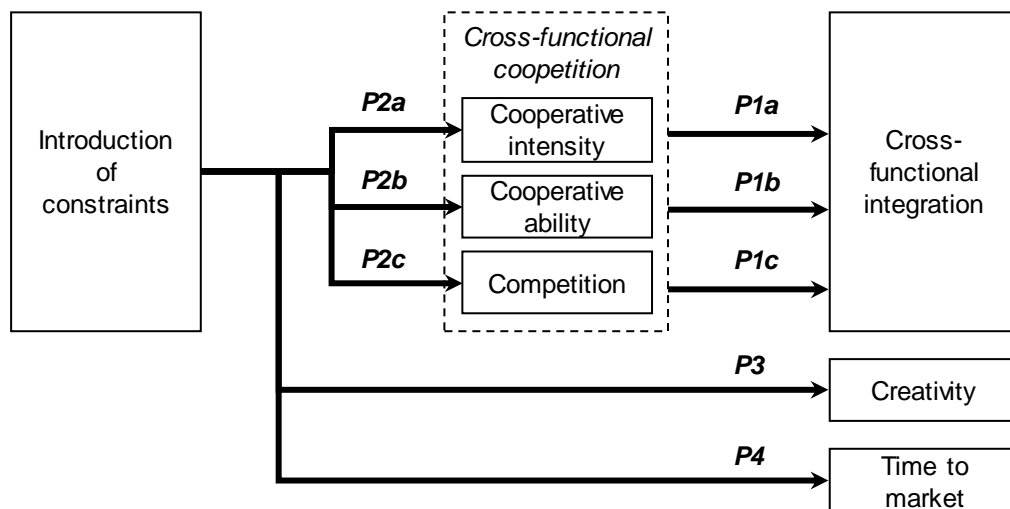 Introduction
of
constraints
P2a
P2b
P2c
Cross-functional
coopetition
Cooperative
intensity
Cooperative
ability
Competition
P1a
P1b
P1c
Cross-
functional
integration
P3
Creativity
P4
Time to
market